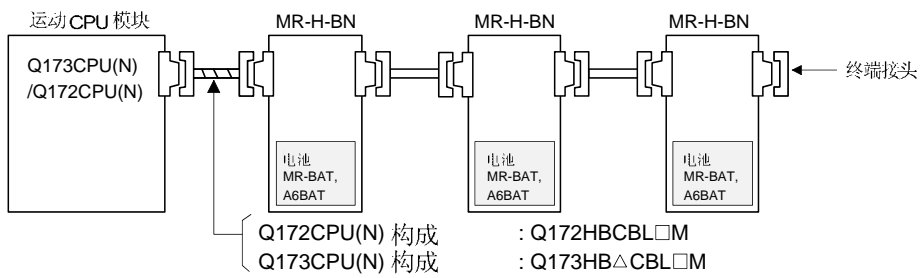 运动CPU模块
MR-H-BN
MR-H-BN
MR-H-BN
Q173CPU(N)
/Q172CPU(N)
终端接头
电池
MR-BAT,
A6BAT
电池
MR-BAT,
A6BAT
电池
MR-BAT,
A6BAT
Q172CPU(N) 构成 : Q172HBCBL□M
Q173CPU(N) 构成 : Q173HB△CBL□M